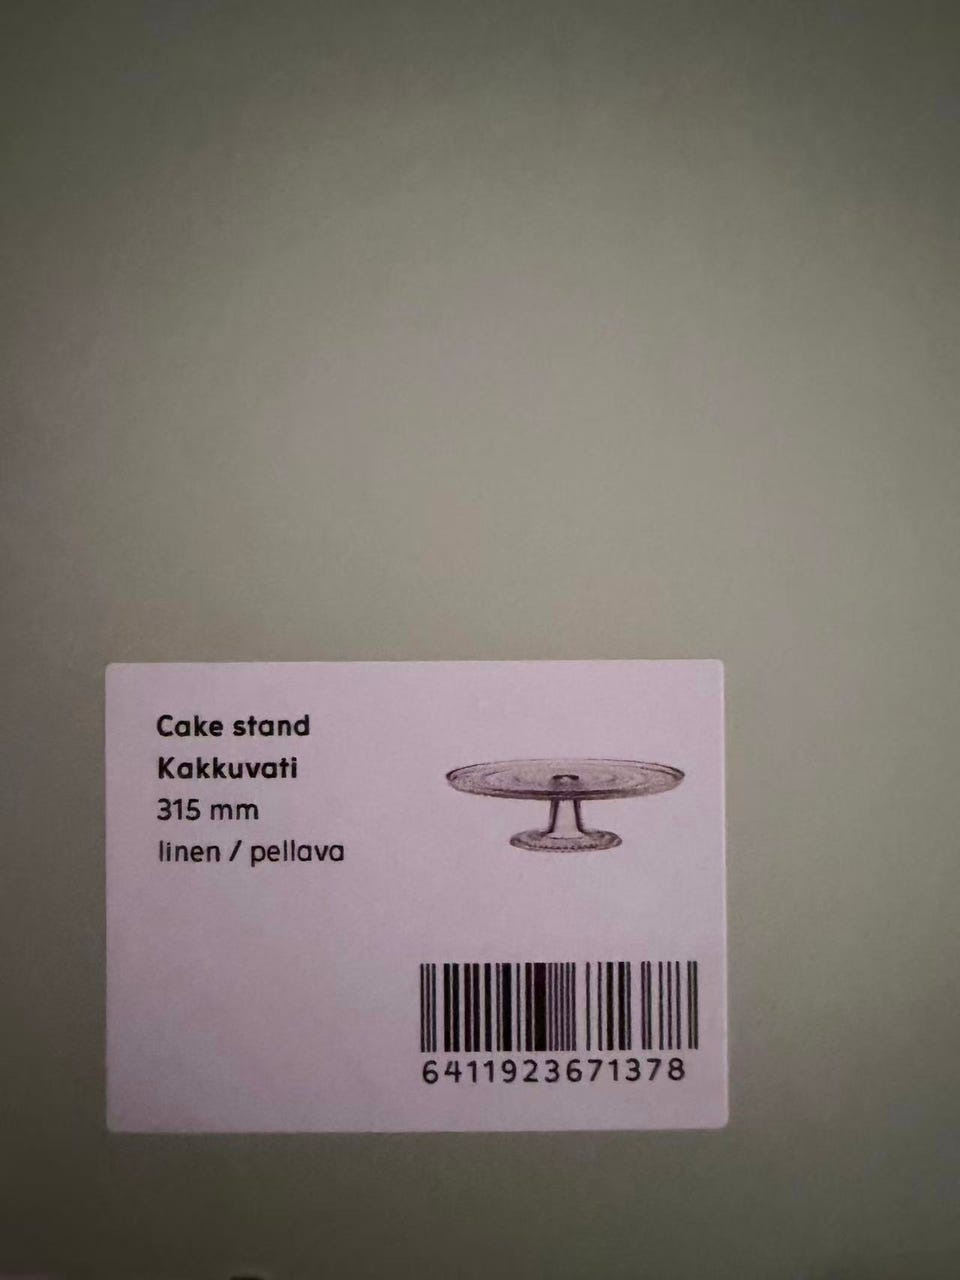 Cake stand
Kakkuvati
315 mm
linen / pellava
6411923671378